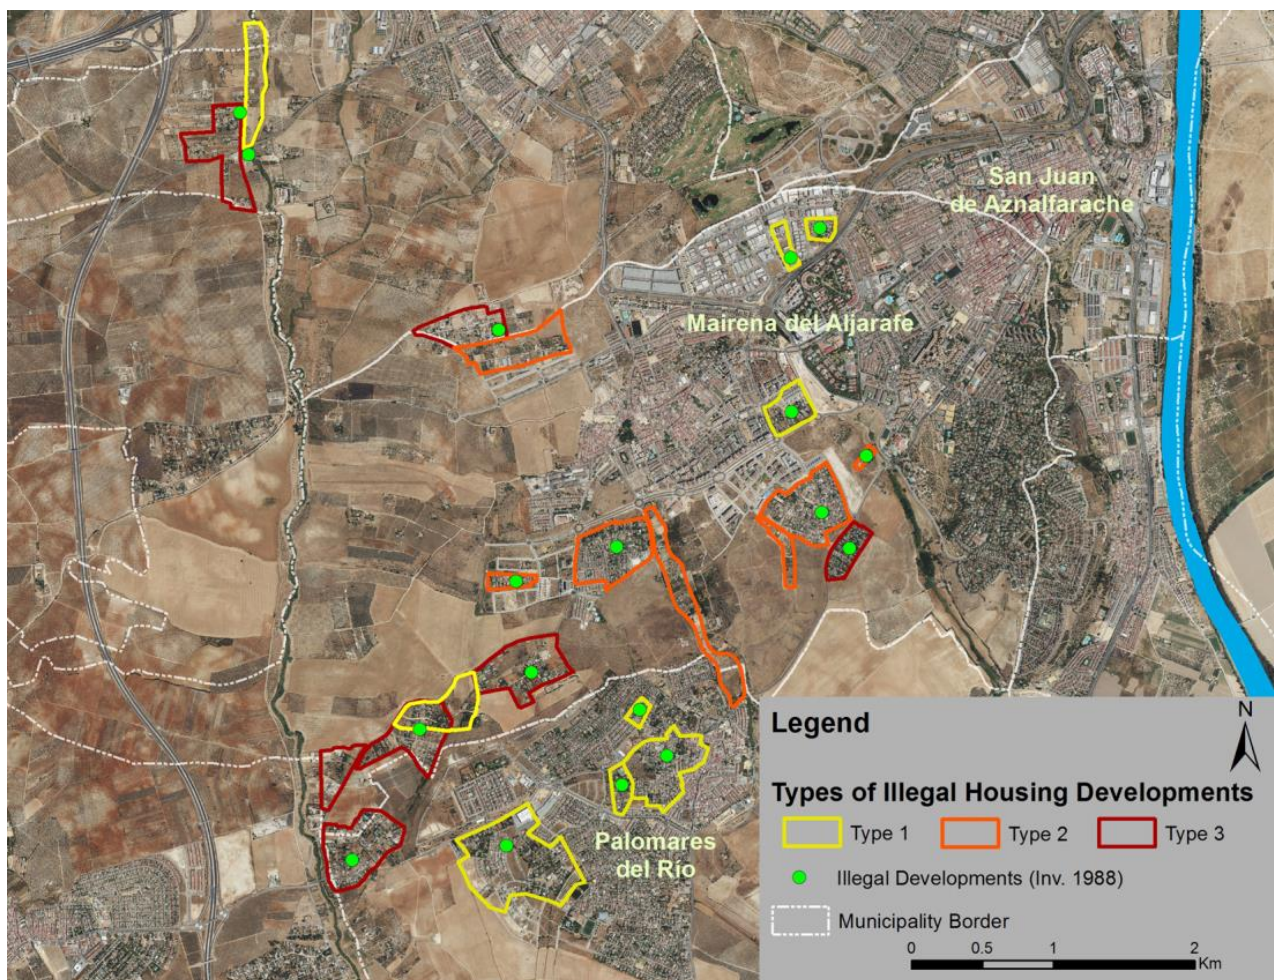 San Juan
de Aznalfarache
Mairena del Aljarafe
Palomares
del Río
Legend
N
Types of Illegal Housing Developments
Type 1
Type 2
Type 3
Illegal Developments (Inv. 1988)
Municipality Border
0 0.5 1 2
Km